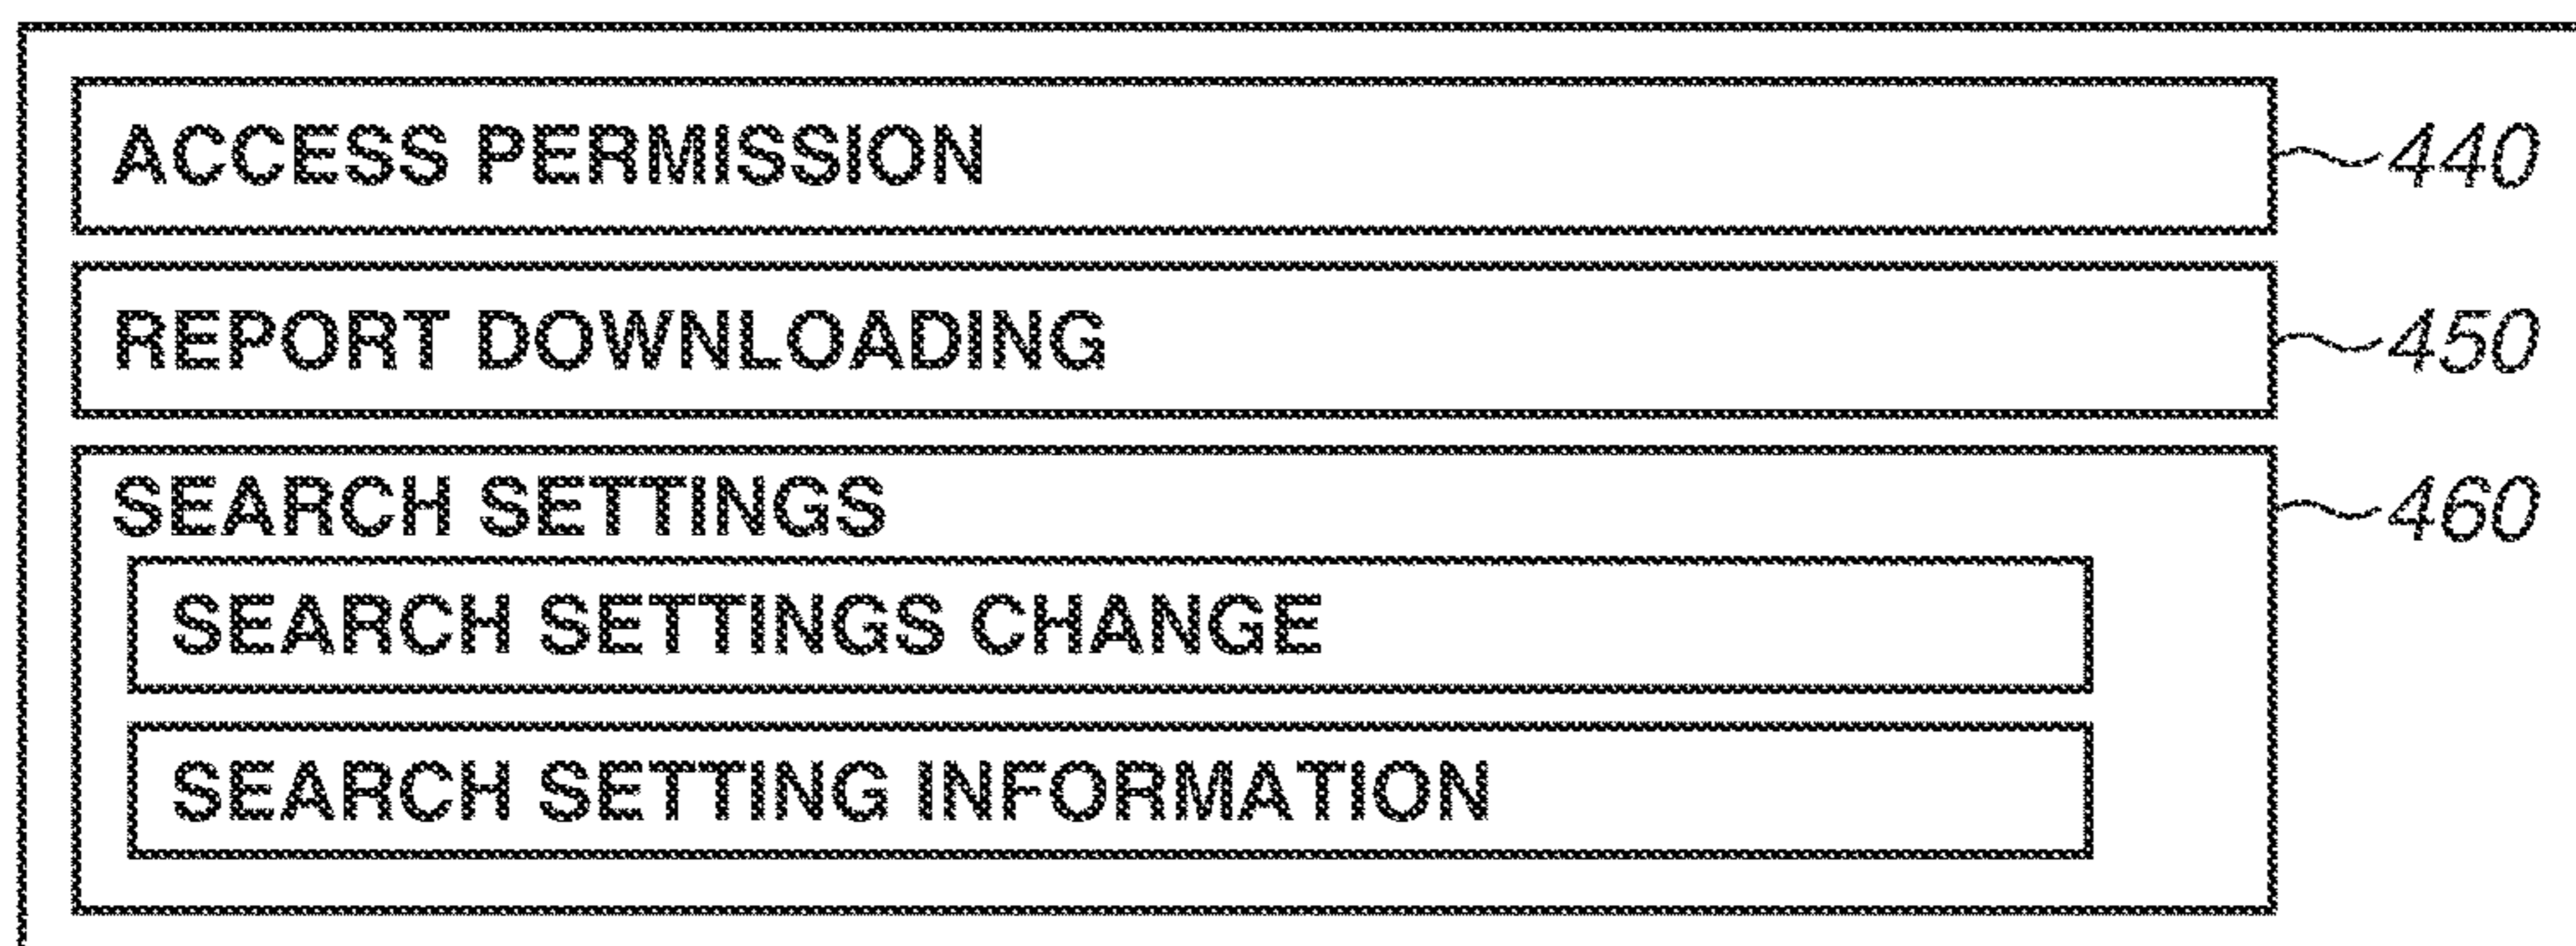 ACCESS PERMISSION 440
REPORT DOWNLOADING 450
SEARCH SETTINGS 460
SEARCH SETTINGS CHANGE
SEARCH SETTING INFORMATION